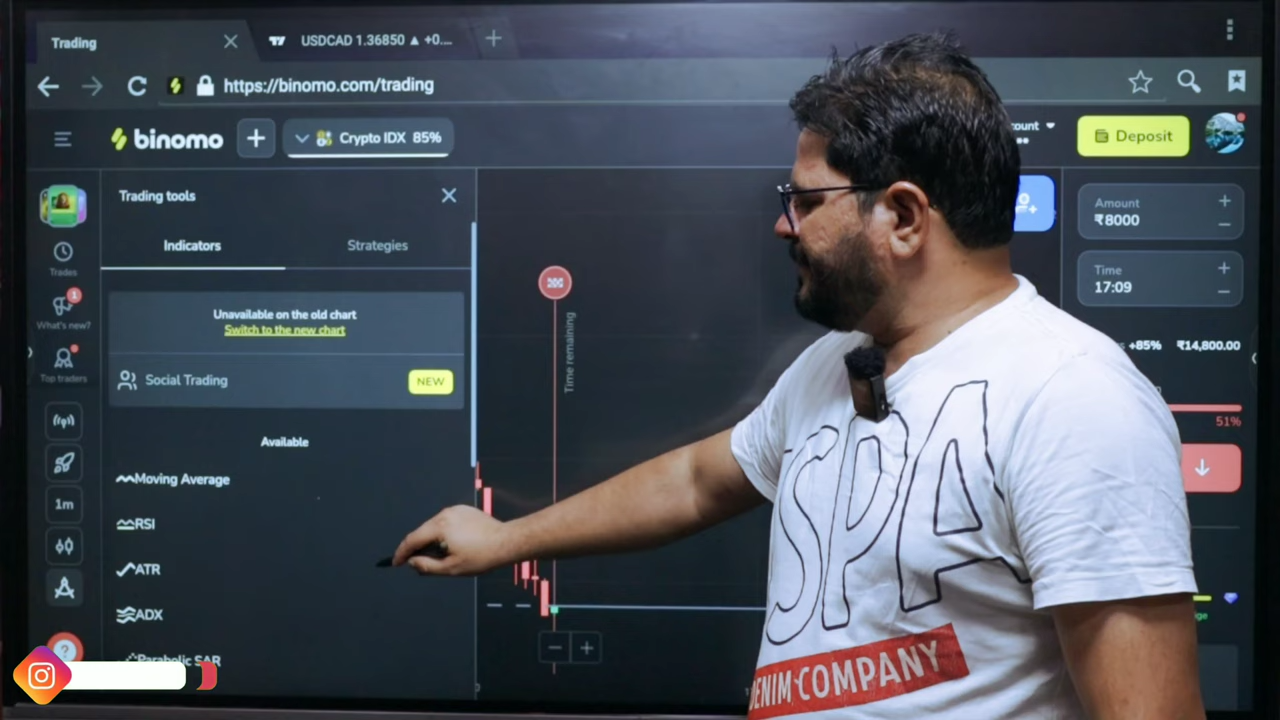 Trading
USDCAD 1.36850 ▲ +0....
https://binomo.com/trading
binomo
Crypto IDX 85%
Deposit
Trading tools
Indicators
Strategies
Unavailable on the old chart
Switch to the new chart
Social Trading
NEW
Available
Moving Average
RSI
ATR
ADX
Parabolic SAR
Trades
What's new?
1
Top traders
1m
?
Time remaining
Amount
₹8000
Time
17:09
+85%
₹14,800.00
51%
SPA
DENIM COMPANY